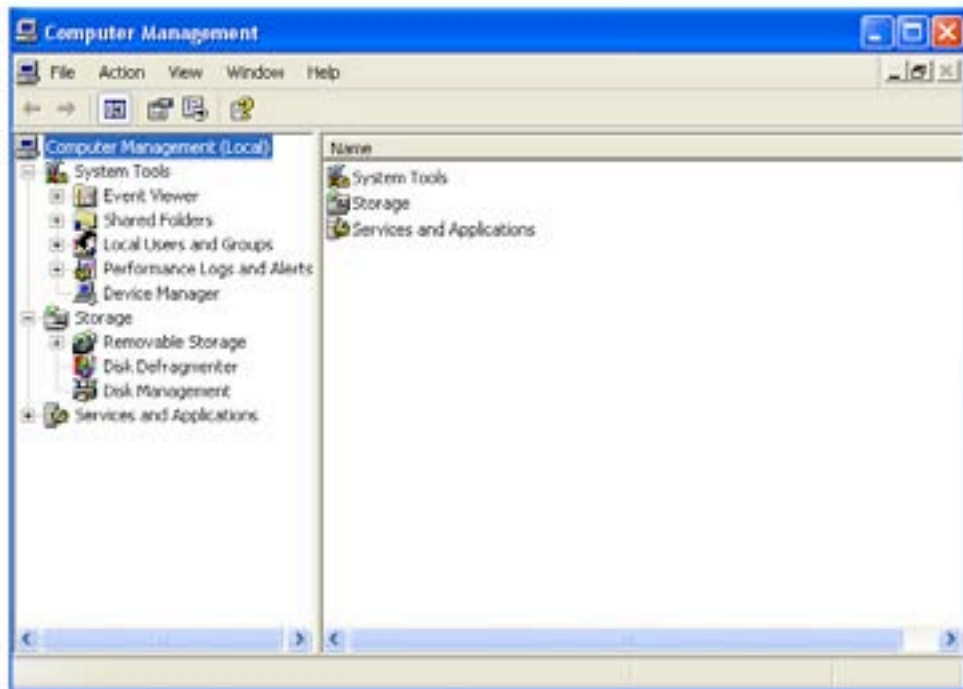 Computer Management
File Action View Window Help
Computer Management (Local)
System Tools
Event Viewer
Shared Folders
Local Users and Groups
Performance Logs and Alerts
Device Manager
Storage
Removable Storage
Disk Defragmenter
Disk Management
Services and Applications
Name
System Tools
Storage
Services and Applications